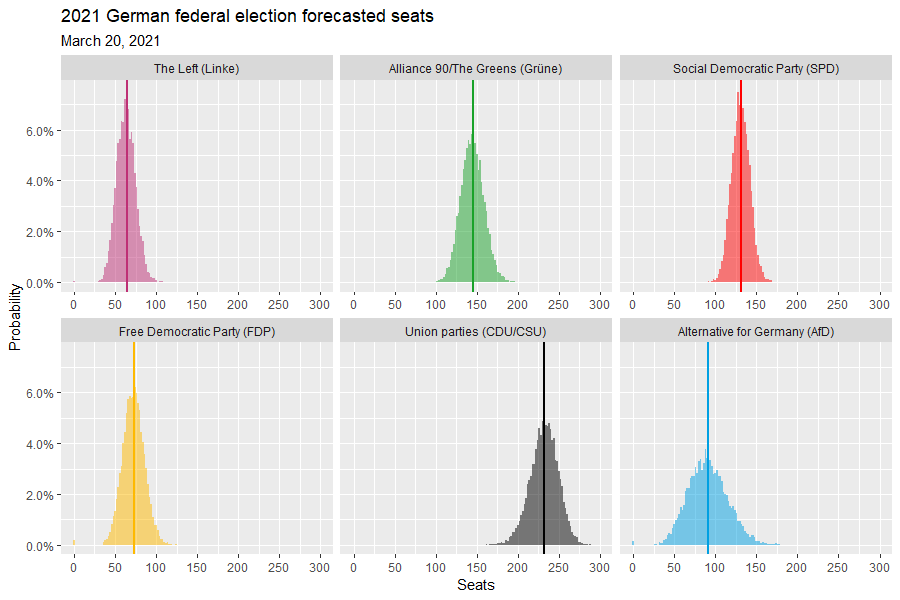 2021 German federal election forecasted seats
March 20, 2021
The Left (Linke) Alliance 90/The Greens (Grüne) Social Democratic Party (SPD)
6.0%
4.0%
2.0%
0.0%
0 50 100 150 200 250 300 0 50 100 150 200 250 300 0 50 100 150 200 250 300
Probability
Free Democratic Party (FDP) Union parties (CDU/CSU) Alternative for Germany (AfD)
6.0%
4.0%
2.0%
0.0%
0 50 100 150 200 250 300 0 50 100 150 200 250 300 0 50 100 150 200 250 300
Seats